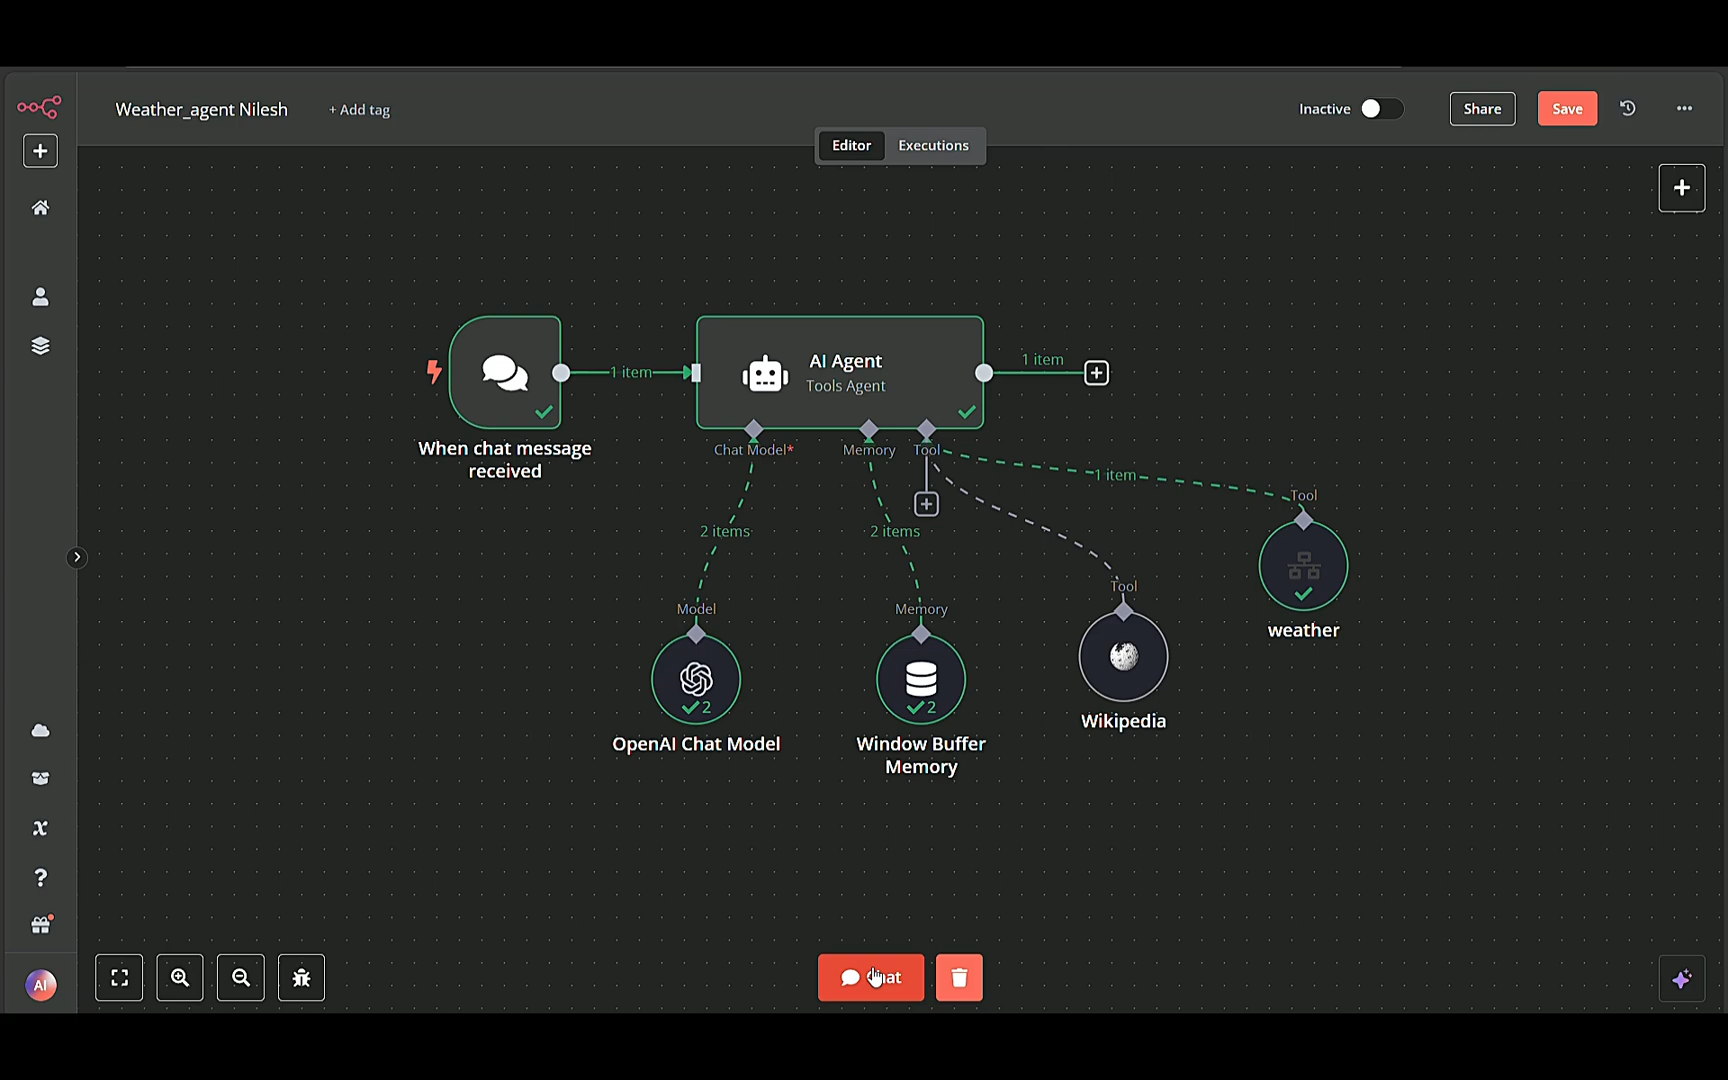 Weather_agent Nilesh
+ Add tag
Inactive
Share
Save
Editor
Executions
1 item
AI Agent
Tools Agent
1 item
When chat message
received
Chat Model*
Memory
Tool
1 item
Tool
2 items
2 items
weather
Tool
Model
Memory
2
2
Wikipedia
OpenAI Chat Model
Window Buffer
Memory
AI